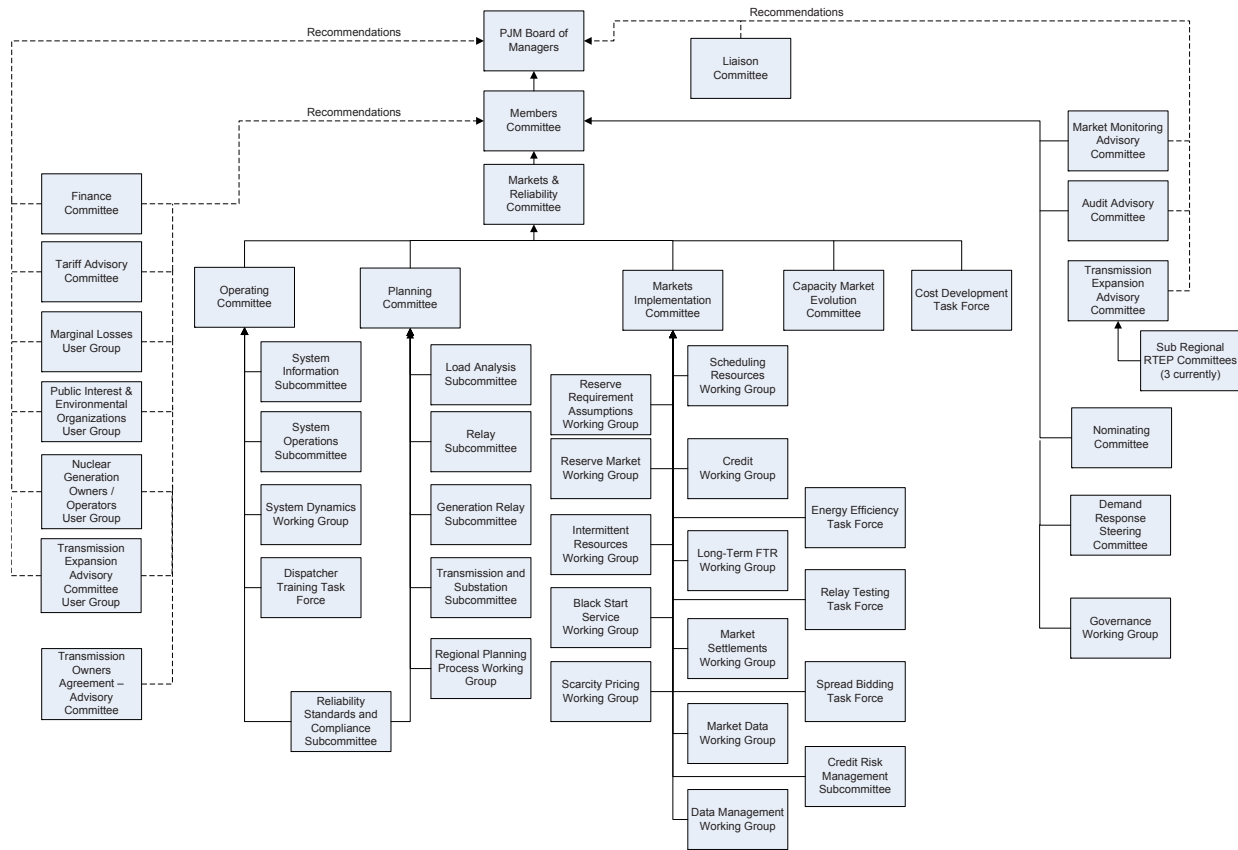 Recommendations
Recommendations
PJM Board of
Managers
Liaison
Committee
Recommendations
Members
Committee
Markets &
Reliability
Committee
Finance
Committee
Tariff Advisory
Committee
Marginal Losses
User Group
Public Interest &
Environmental
Organizations
User Group
Nuclear
Generation
Owners /
Operators
User Group
Transmission
Expansion
Advisory
Committee
User Group
Transmission
Owners
Agreement –
Advisory
Committee
Operating
Committee
Planning
Committee
Markets
Implementation
Committee
Capacity Market
Evolution
Committee
Cost Development
Task Force
System
Information
Subcommittee
System
Operations
Subcommittee
System Dynamics
Working Group
Dispatcher
Training Task
Force
Reliability
Standards and
Compliance
Subcommittee
Load Analysis
Subcommittee
Relay
Subcommittee
Generation Relay
Subcommittee
Transmission and
Substation
Subcommittee
Regional Planning
Process Working
Group
Reserve
Requirement
Assumptions
Working Group
Reserve Market
Working Group
Intermittent
Resources
Working Group
Black Start
Service
Working Group
Scarcity Pricing
Working Group
Scheduling
Resources
Working Group
Credit
Working Group
Long-Term FTR
Working Group
Market
Settlements
Working Group
Market Data
Working Group
Data Management
Working Group
Energy Efficiency
Task Force
Relay Testing
Task Force
Spread Bidding
Task Force
Credit Risk
Management
Subcommittee
Market Monitoring
Advisory
Committee
Audit Advisory
Committee
Transmission
Expansion
Advisory
Committee
Sub Regional
RTEP Committees
(3 currently)
Nominating
Committee
Demand
Response
Steering
Committee
Governance
Working Group